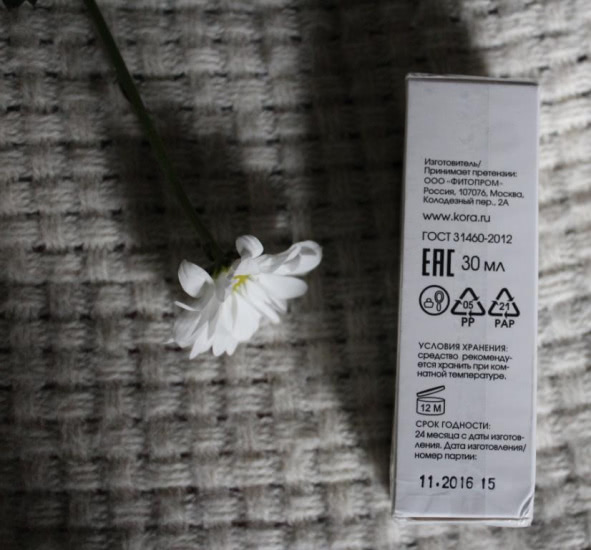 Изготовитель/
Принимает претензии:
ООО «ФИТОПРОМ»
Россия, 107076, Москва,
Колодезный пер., 2А
www.kora.ru
ГОСТ 31460-2012
EAC 30 мл
05 21
PP PAP
УСЛОВИЯ ХРАНЕНИЯ:
средство рекоменду-
ется хранить при ком-
натной температуре.
12 М
СРОК ГОДНОСТИ:
24 месяца с даты изготов-
ления. Дата изготовления/
номер партии:
11.2016 15